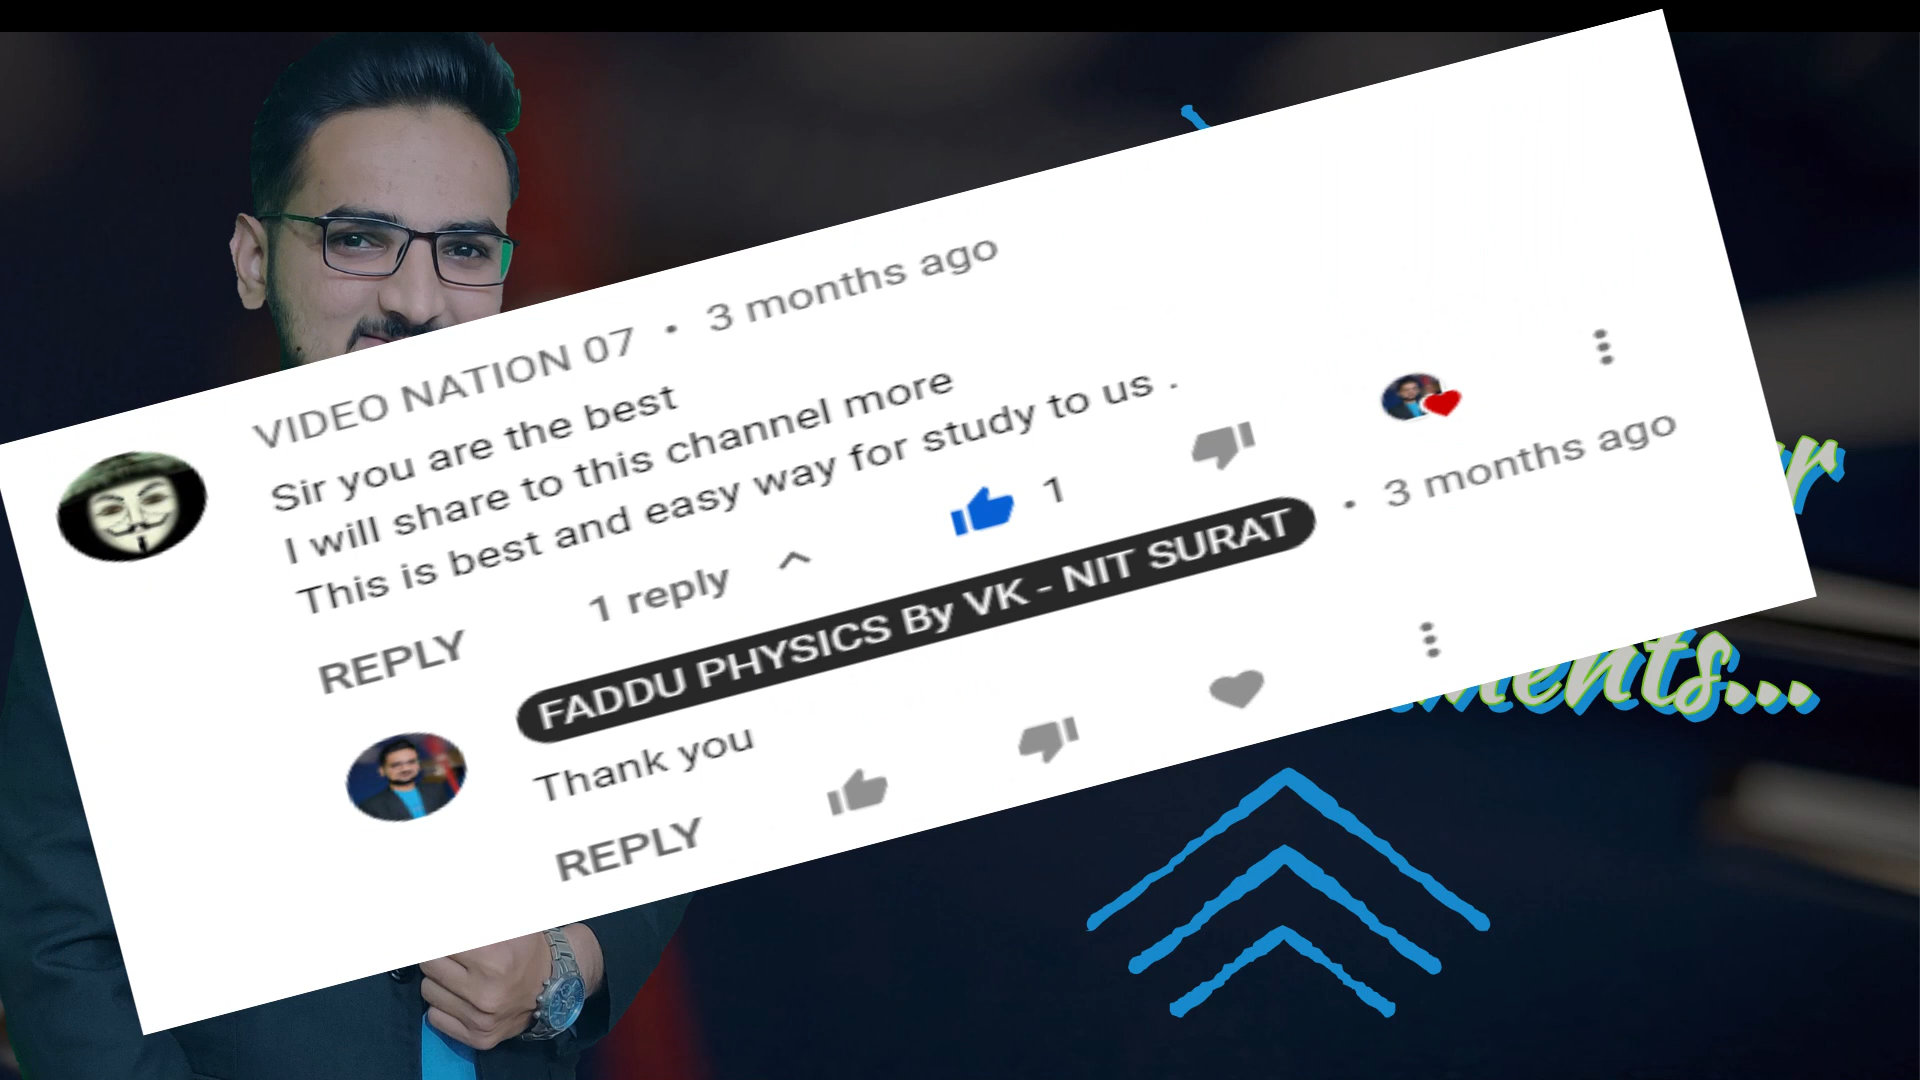 VIDEO NATION 07 • 3 months ago
Sir you are the best
I will share to this channel more
This is best and easy way for study to us .
REPLY 1 reply 1
FADDU PHYSICS By VK - NIT SURAT • 3 months ago
Thank you
REPLY